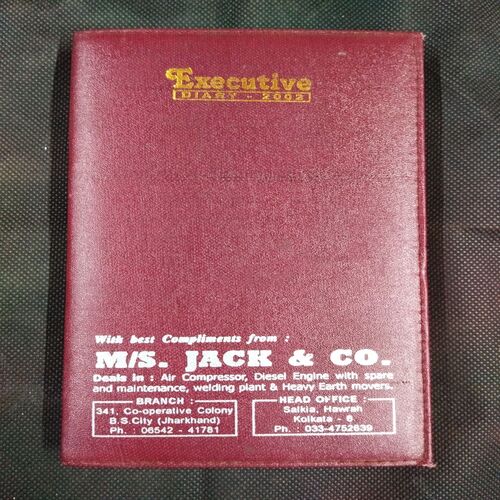 Executive
DIARY - 2002
With best Compliments from :
M/S. JACK & CO.
Deals in : Air Compressor, Diesel Engine with spare
and maintenance, welding plant & Heavy Earth movers.
BRANCH :
341, Co-operative Colony
B.S.City (Jharkhand)
Ph. : 06542 - 41781
HEAD OFFICE :
Salkia, Howrah
Kolkata - 6
Ph. : 033-4752639